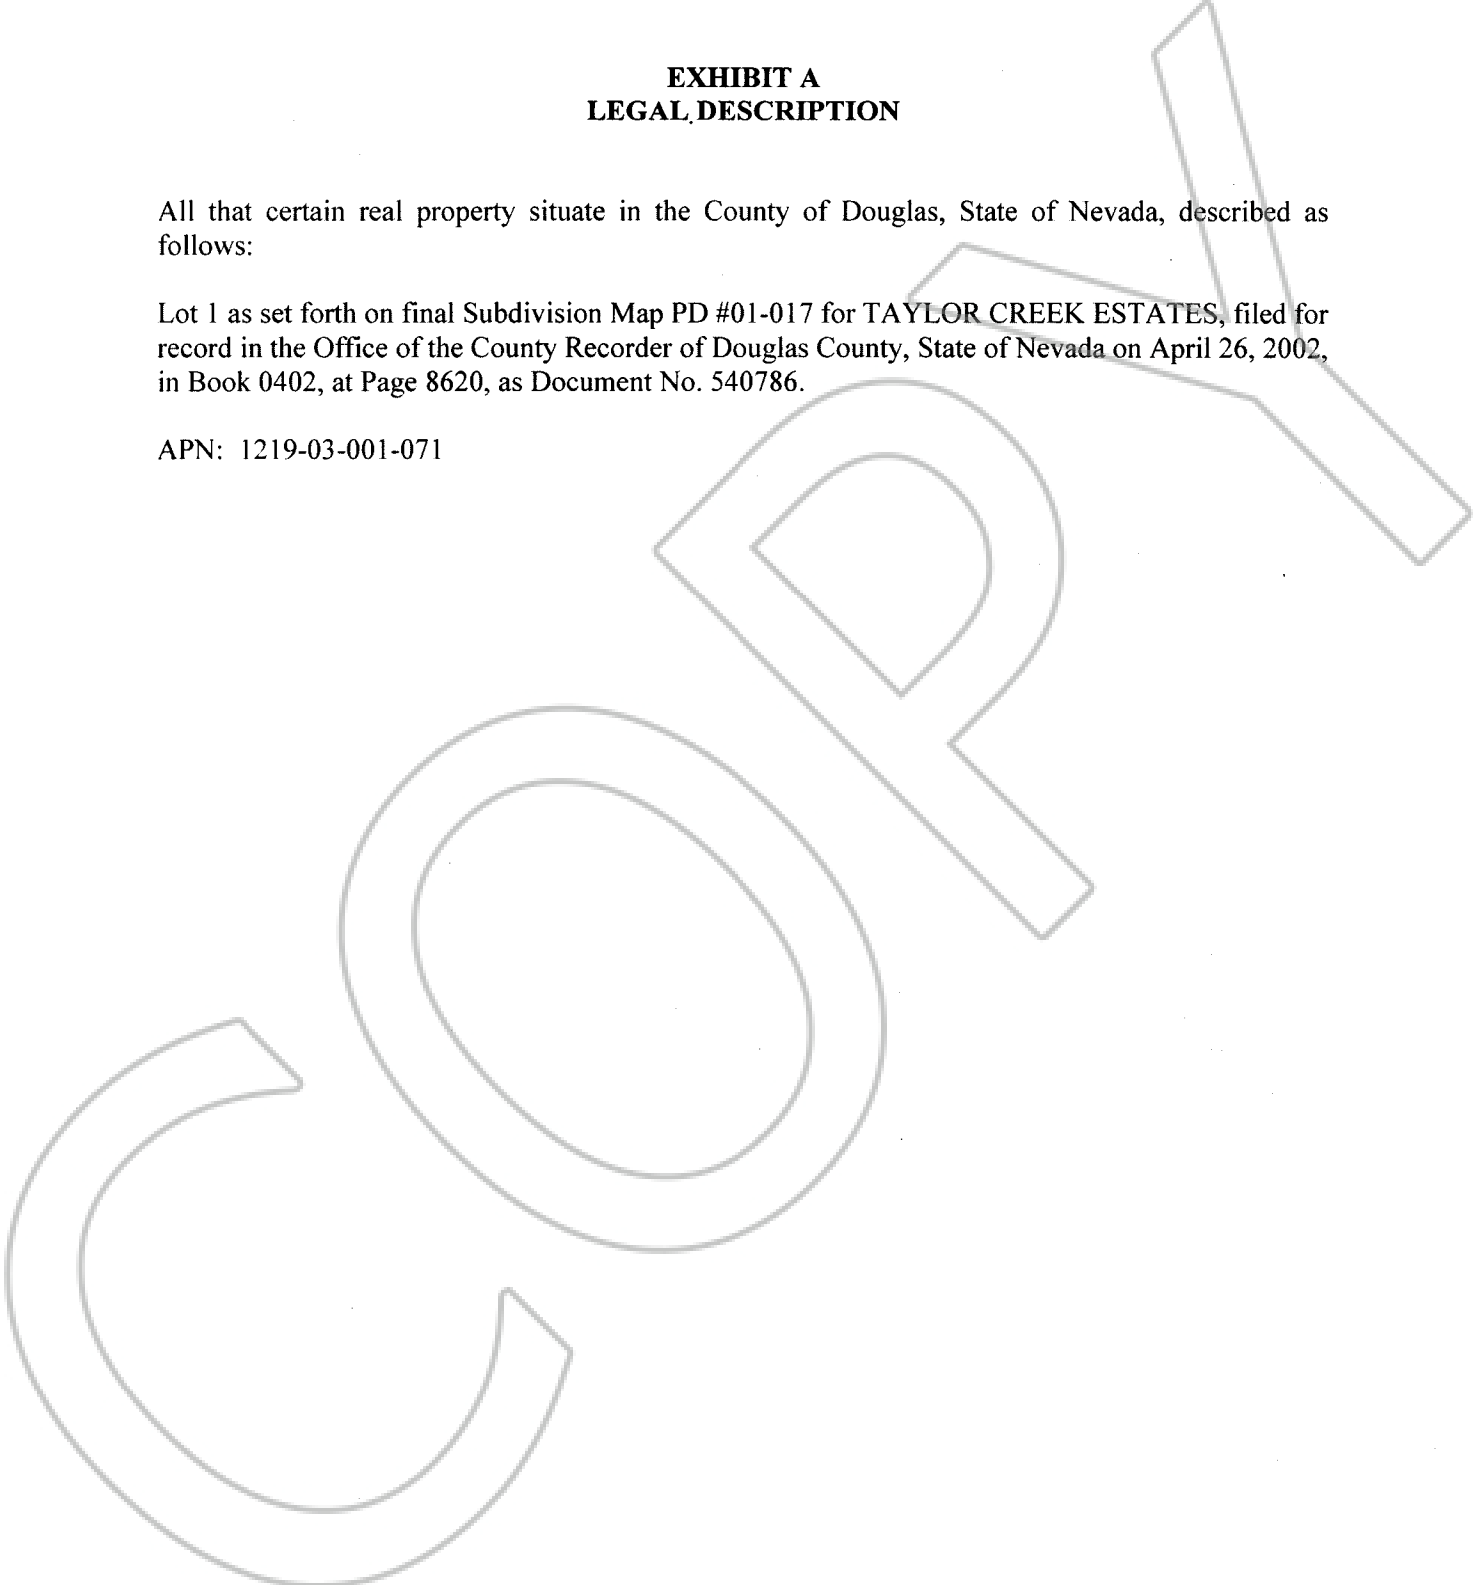 EXHIBIT A
LEGAL DESCRIPTION
All that certain real property situate in the County of Douglas, State of Nevada, described as
follows:
Lot 1 as set forth on final Subdivision Map PD #01-017 for TAYLOR CREEK ESTATES, filed for
record in the Office of the County Recorder of Douglas County, State of Nevada on April 26, 2002,
in Book 0402, at Page 8620, as Document No. 540786.
APN: 1219-03-001-071
COPY